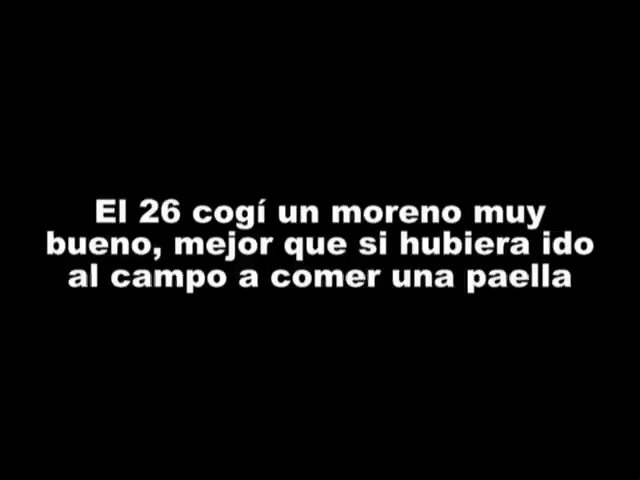 El 26 cogí un moreno muy
bueno, mejor que si hubiera ido
al campo a comer una paella